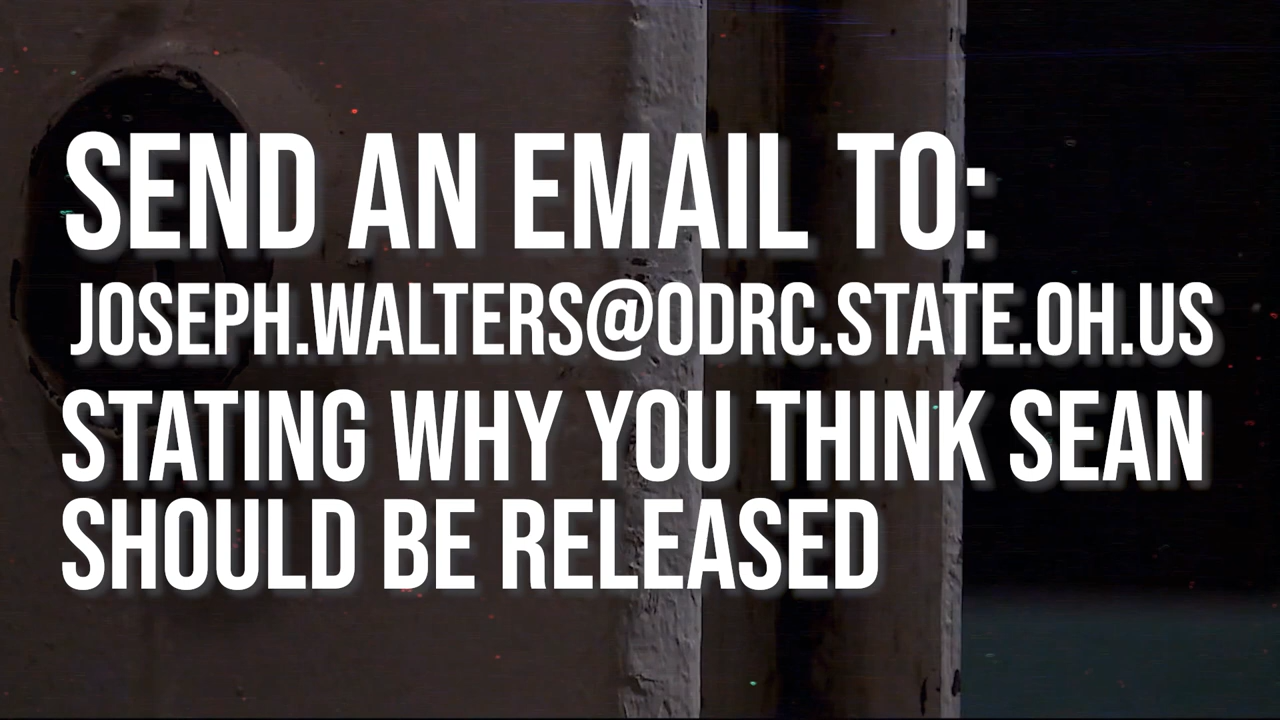 SEND AN EMAIL TO:
JOSEPH.WALTERS@ODRC.STATE.OH.US
STATING WHY YOU THINK SEAN
SHOULD BE RELEASED